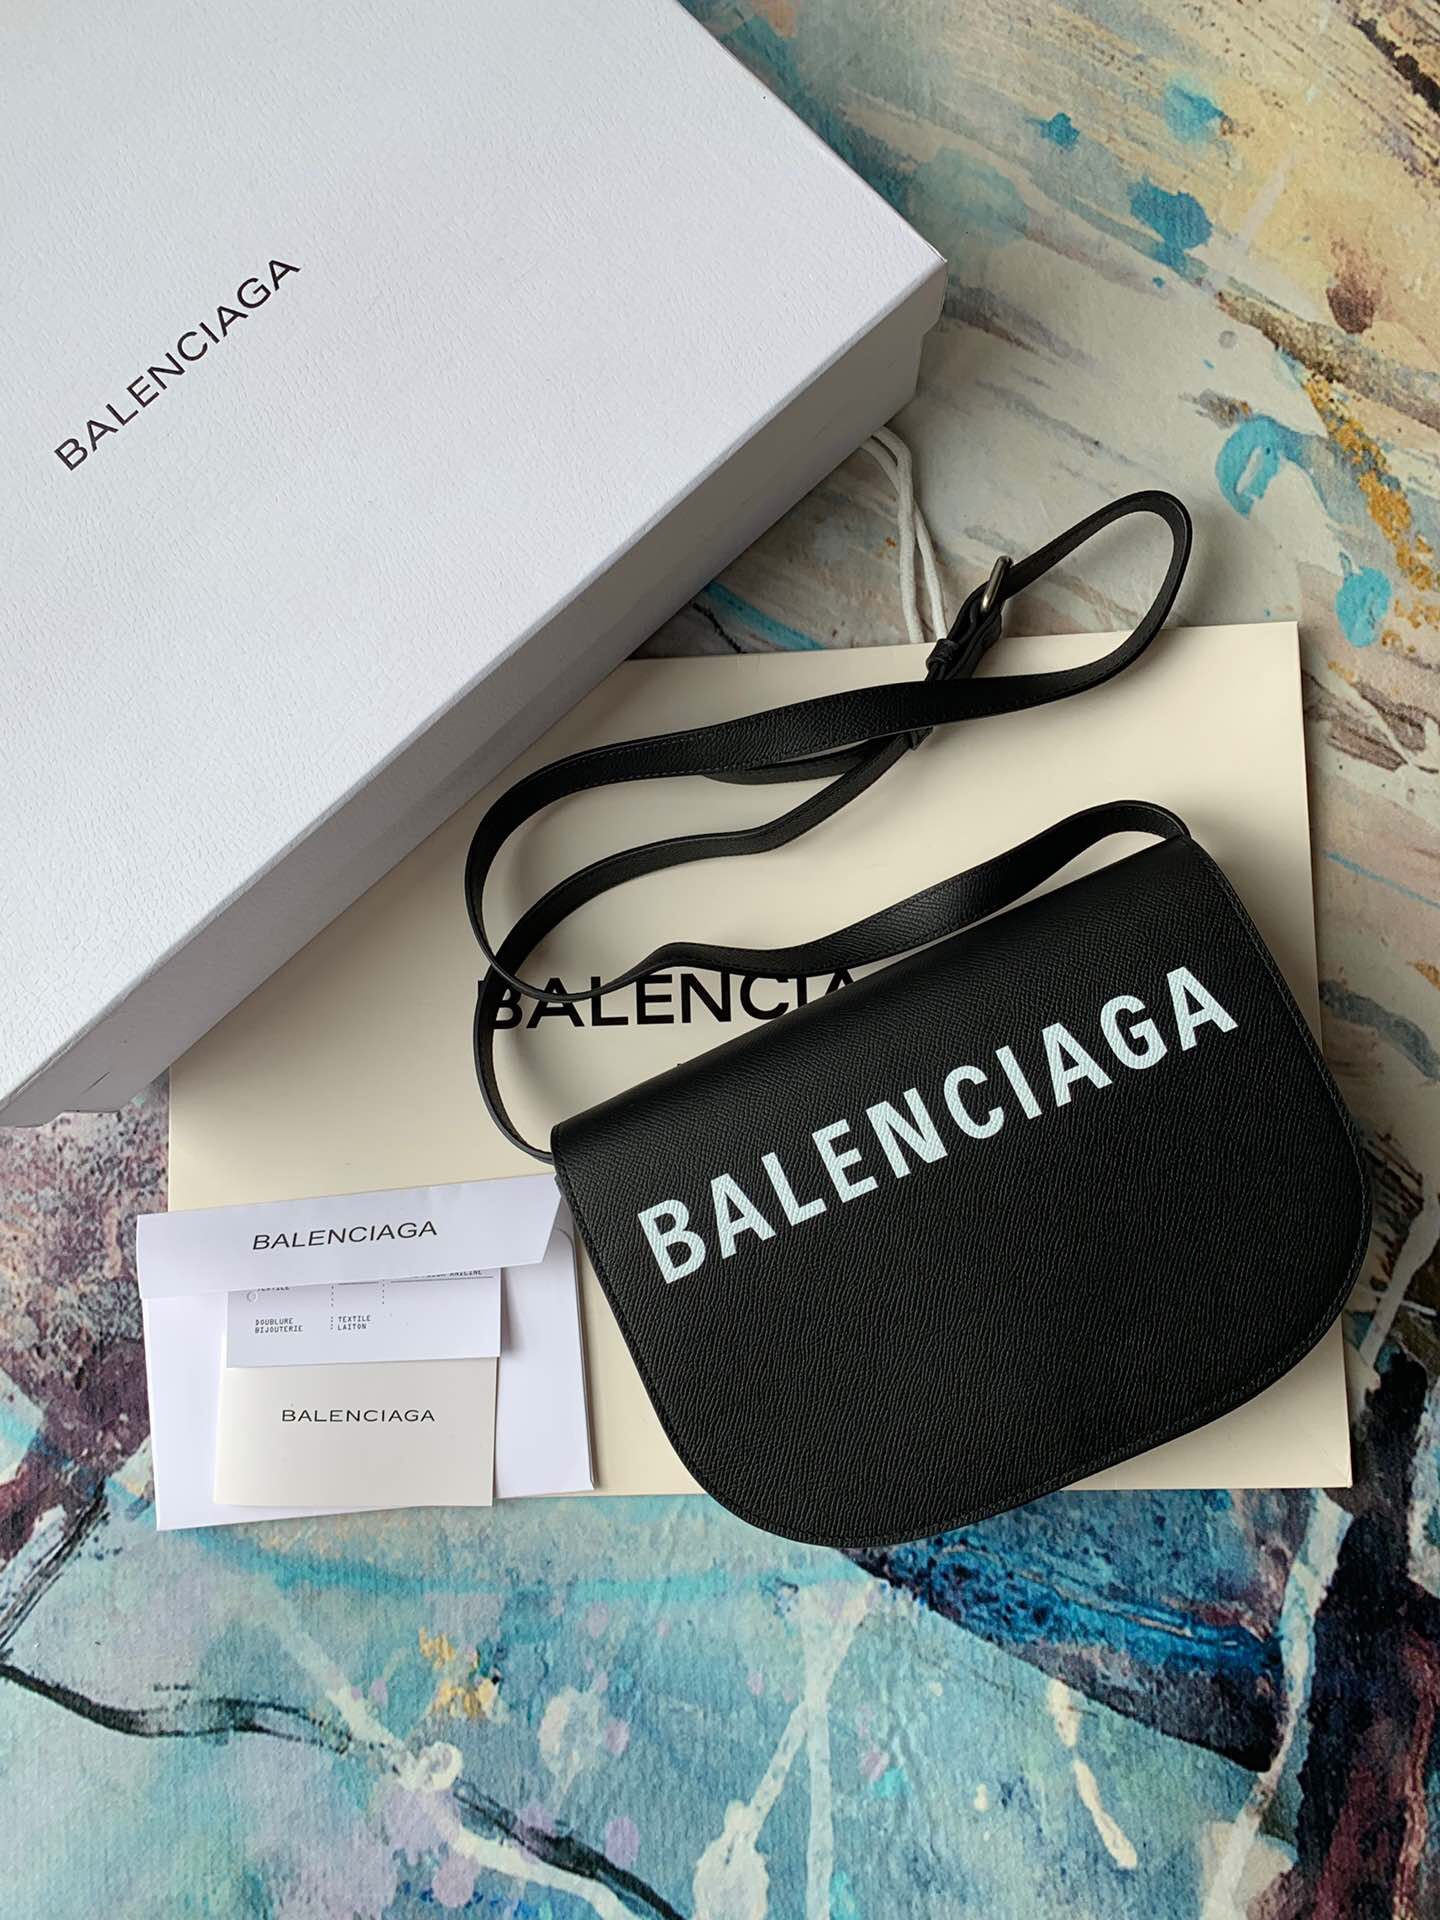 BALENCIAGA
BALENCIA
BALENCIAGA
BALENCIAGA
TEXTILE
DOUBLURE : TEXTILE
BIJOUTERIE : LAITON
BALENCIAGA